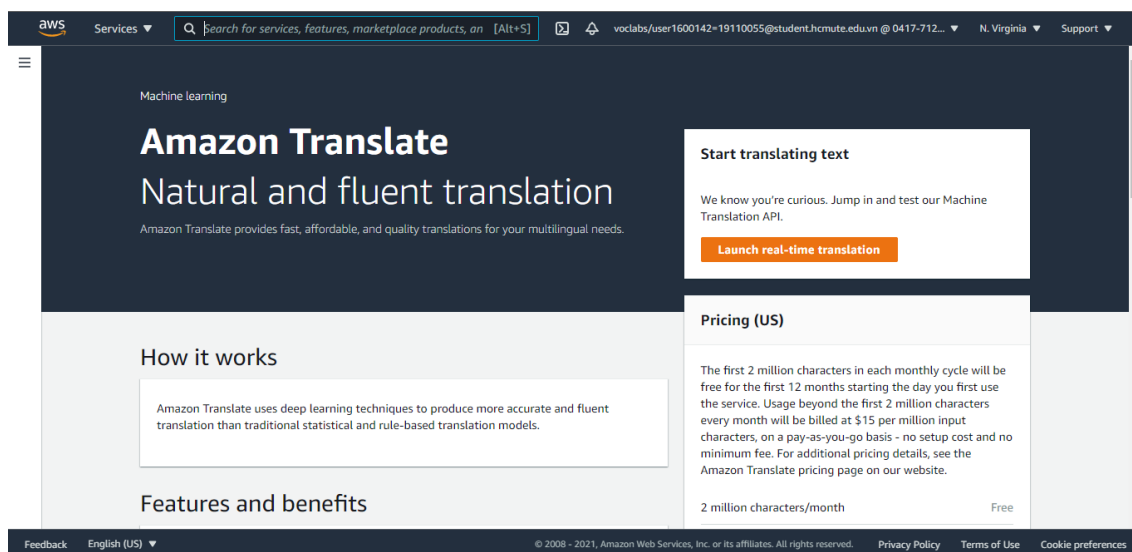 aws
Services ▼
Search for services, features, marketplace products, an [Alt+S]
voclabs/user1600142=19110055@student.hcmute.edu.vn @ 0417-712... ▼
N. Virginia ▼
Support ▼
Machine learning
Amazon Translate
Natural and fluent translation
Amazon Translate provides fast, affordable, and quality translations for your multilingual needs.
Start translating text
We know you're curious. Jump in and test our Machine
Translation API.
Launch real-time translation
How it works
Amazon Translate uses deep learning techniques to produce more accurate and fluent
translation than traditional statistical and rule-based translation models.
Features and benefits
Pricing (US)
The first 2 million characters in each monthly cycle will be
free for the first 12 months starting the day you first use
the service. Usage beyond the first 2 million characters
every month will be billed at $15 per million input
characters, on a pay-as-you-go basis - no setup cost and no
minimum fee. For additional pricing details, see the
Amazon Translate pricing page on our website.
2 million characters/month Free
Feedback
English (US) ▼
© 2008 - 2021, Amazon Web Services, Inc. or its affiliates. All rights reserved.
Privacy Policy
Terms of Use
Cookie preferences